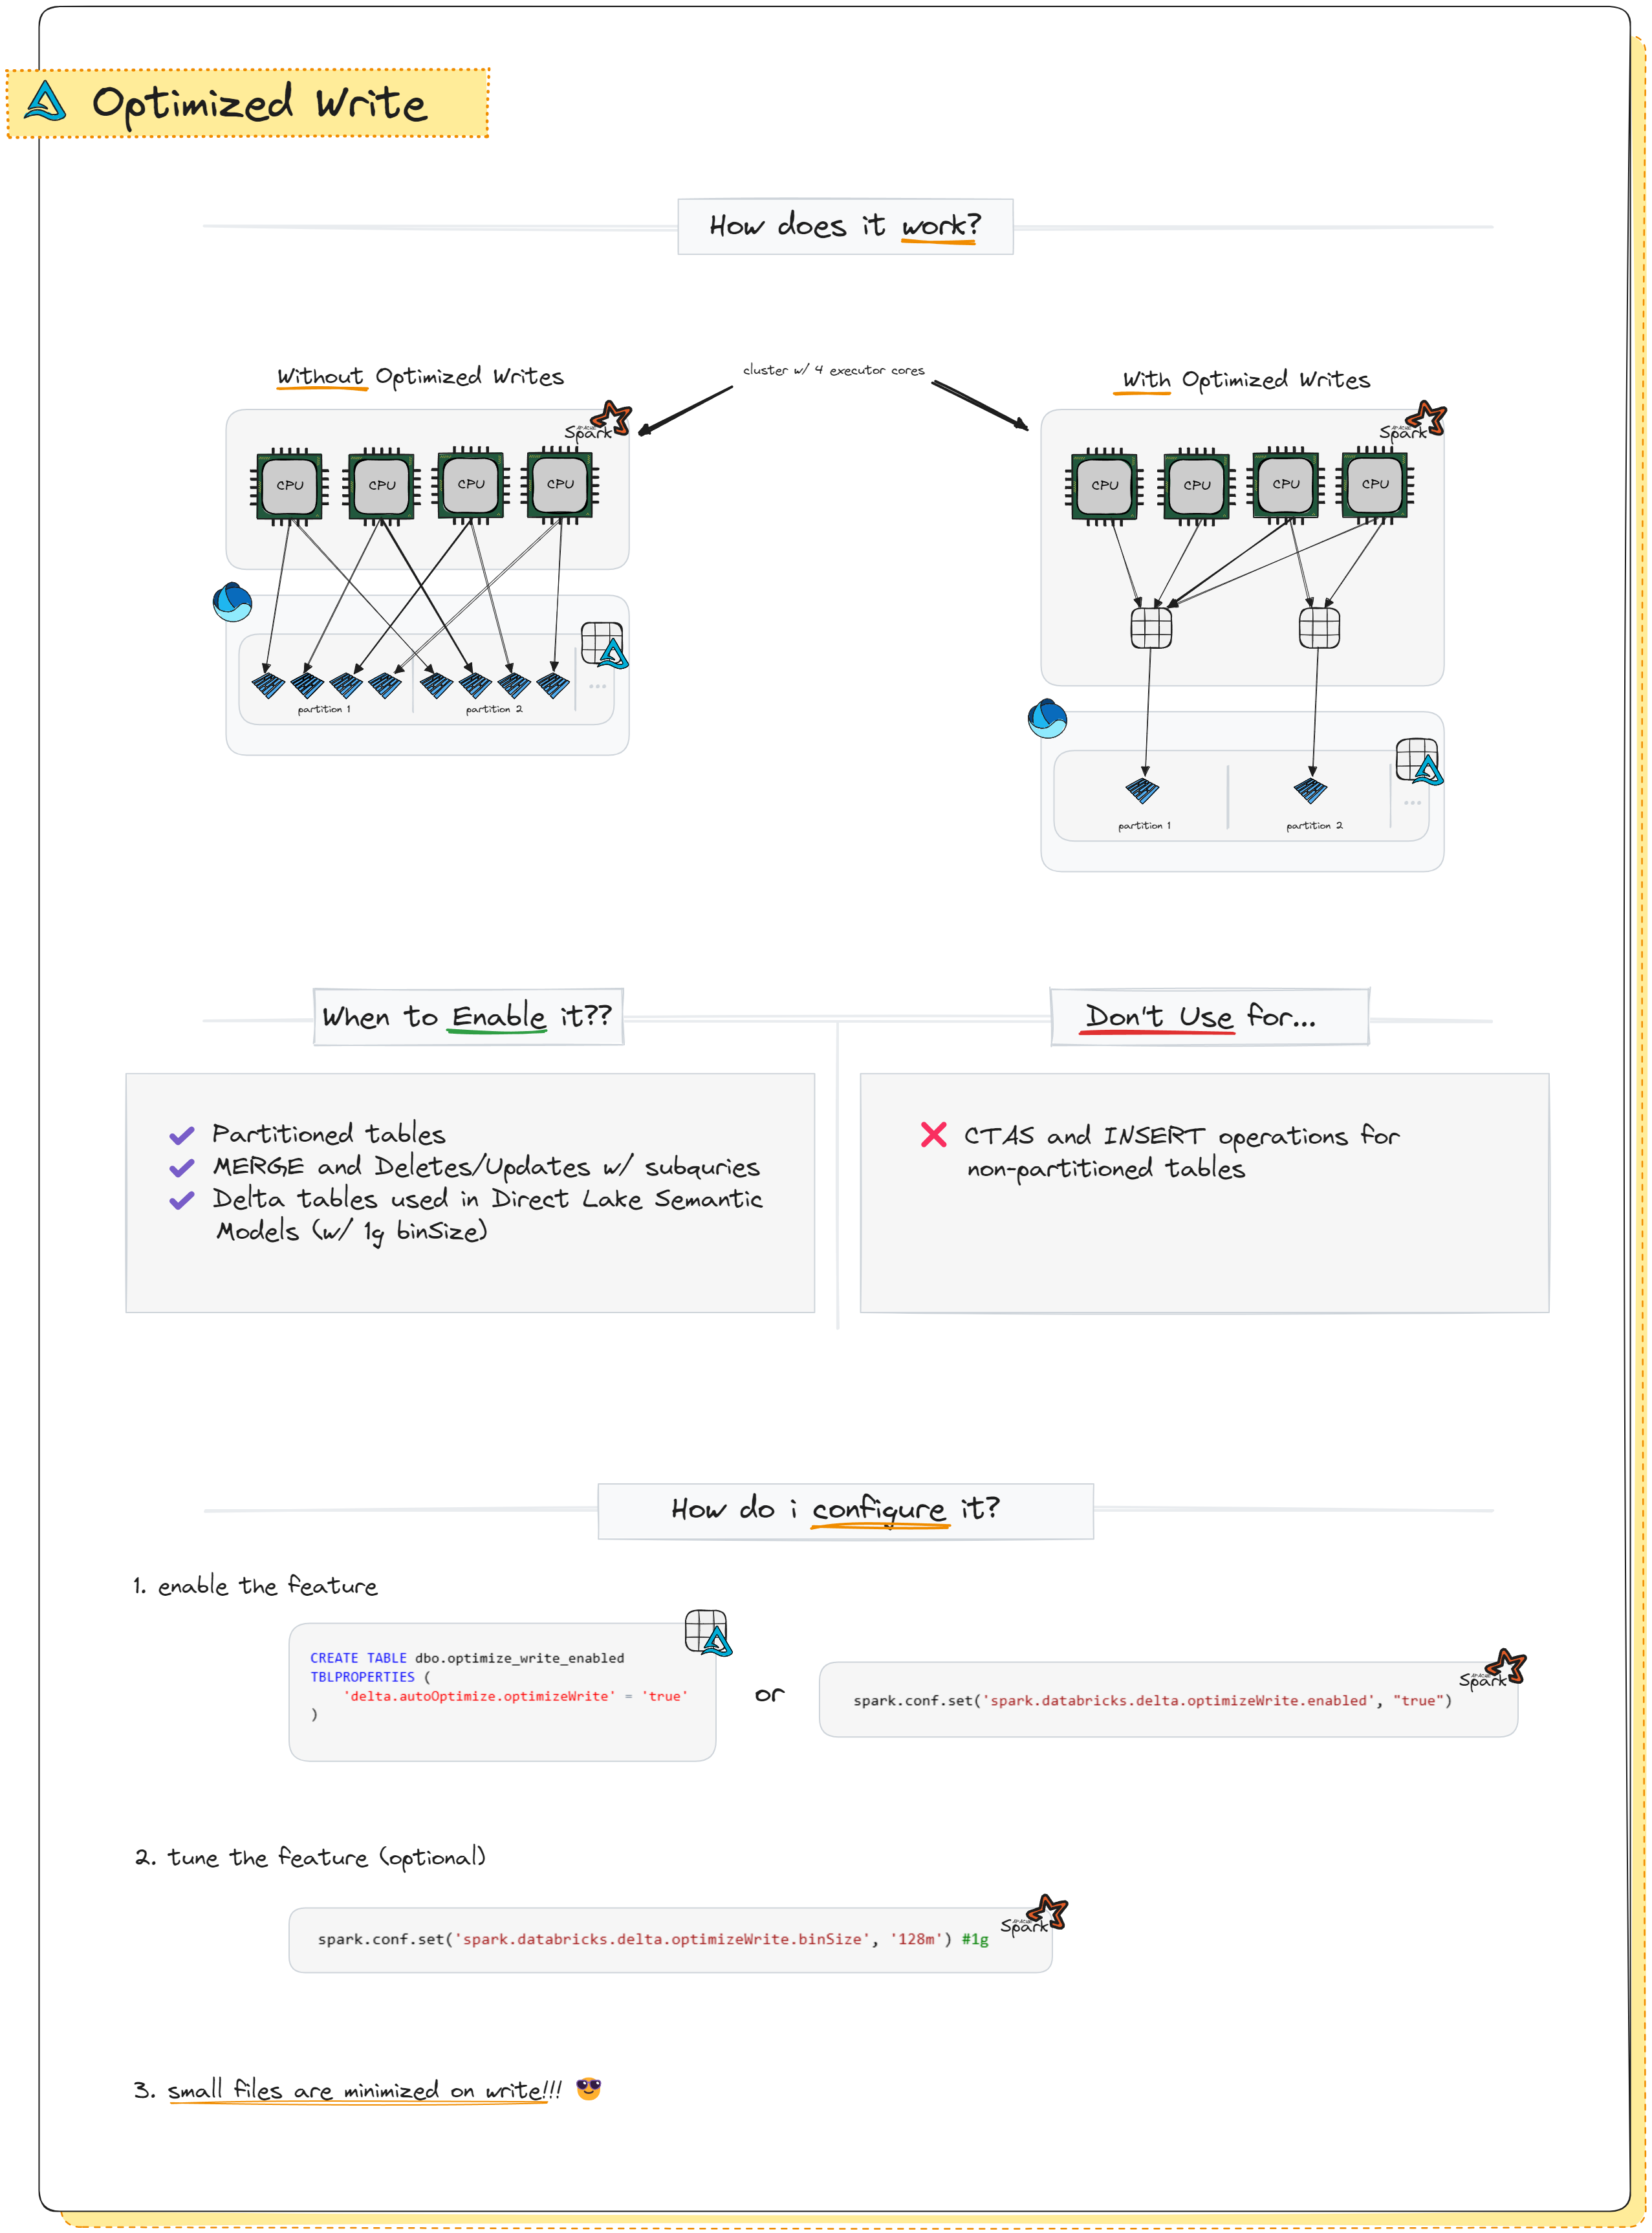 Optimized Write
How does it work?
cluster w/ 4 executor cores
Without Optimized Writes
APACHE
Spark
CPU CPU CPU CPU
partition 1 partition 2 ...
With Optimized Writes
APACHE
Spark
CPU CPU CPU CPU
partition 1 partition 2 ...
When to Enable it??
Partitioned tables
MERGE and Deletes/Updates w/ subquries
Delta tables used in Direct Lake Semantic
Models (w/ 1g binSize)
Don't Use for...
CTAS and INSERT operations for
non-partitioned tables
How do i configure it?
1. enable the feature
CREATE TABLE dbo.optimize_write_enabled
TBLPROPERTIES (
'delta.autoOptimize.optimizeWrite' = 'true'
)
or
APACHE
Spark
spark.conf.set('spark.databricks.delta.optimizeWrite.enabled', "true")
2. tune the feature (optional)
APACHE
Spark
spark.conf.set('spark.databricks.delta.optimizeWrite.binSize', '128m') #1g
3. small files are minimized on write!!! 😎